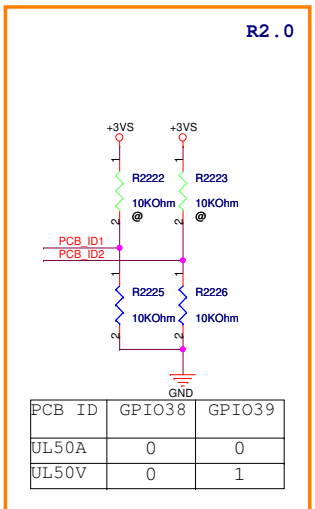 R2.0
+3VS +3VS
1 1
R2222 R2223
10KOhm 10KOhm
2 @ 2 @
PCB_ID1
PCB_ID2
1 1
R2225 R2226
10KOhm 10KOhm
2 2
GND
PCB ID GPIO38 GPIO39
UL50A 0 0
UL50V 0 1